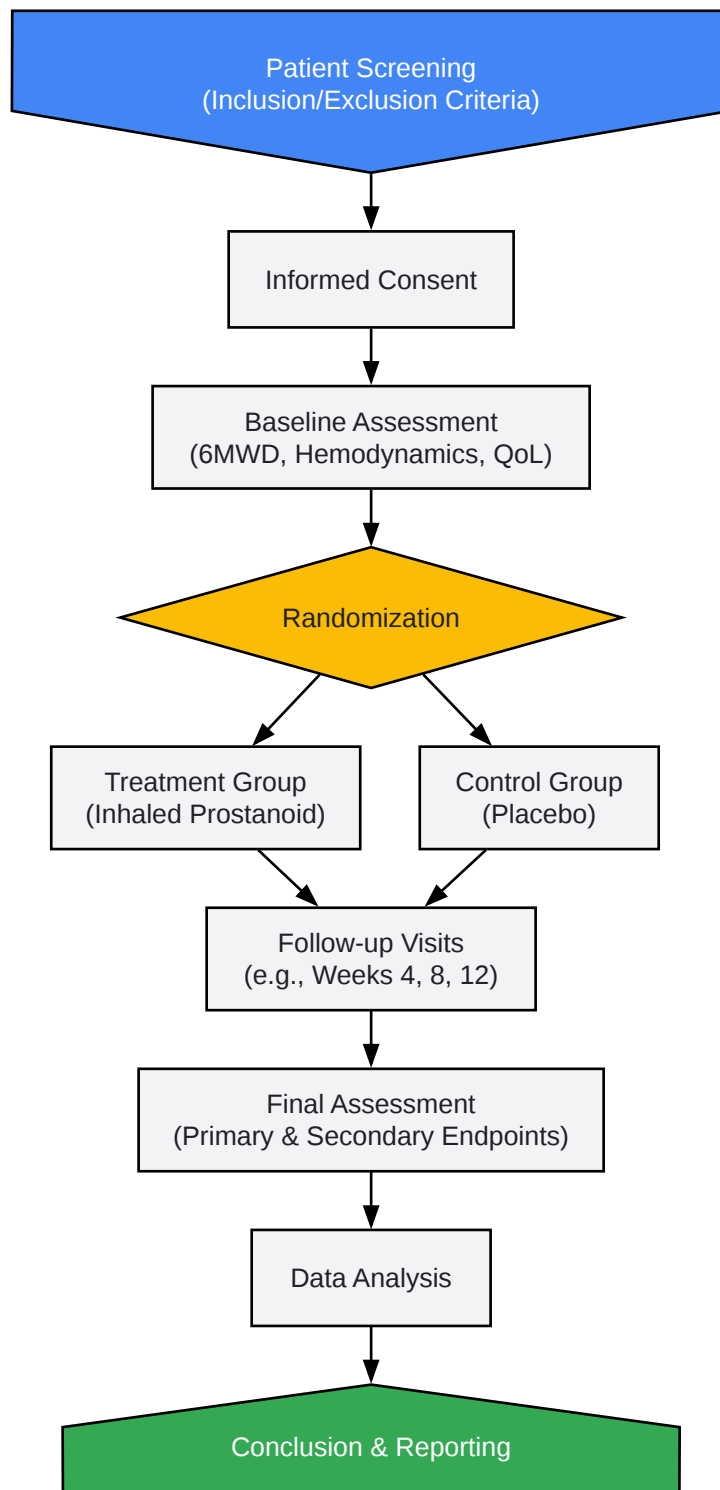 Patient Screening
(Inclusion/Exclusion Criteria)
Informed Consent
Baseline Assessment
(6MWD, Hemodynamics, QoL)
Randomization
Treatment Group
(Inhaled Prostanoid)
Control Group
(Placebo)
Follow-up Visits
(e.g., Weeks 4, 8, 12)
Final Assessment
(Primary & Secondary Endpoints)
Data Analysis
Conclusion & Reporting